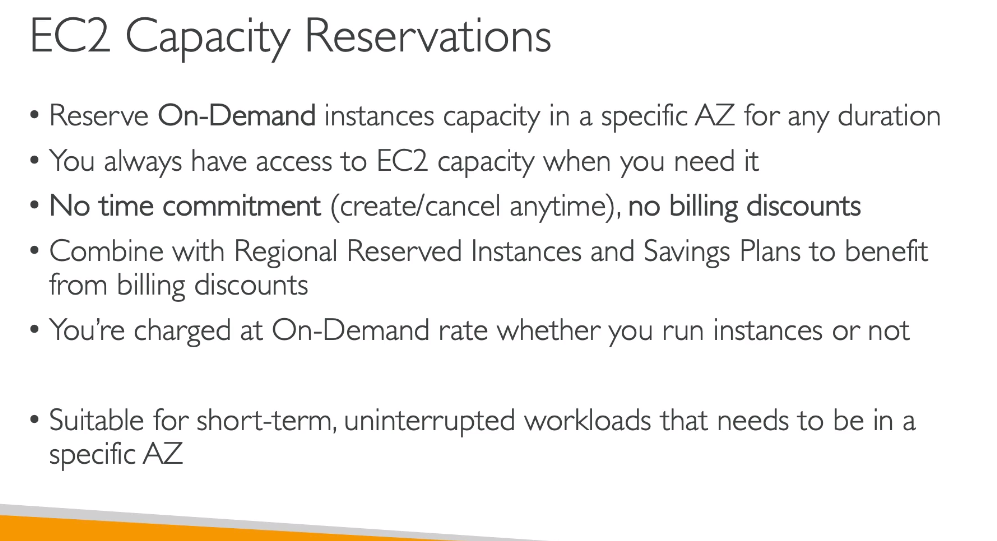 EC2 Capacity Reservations
• Reserve On-Demand instances capacity in a specific AZ for any duration
• You always have access to EC2 capacity when you need it
• No time commitment (create/cancel anytime), no billing discounts
• Combine with Regional Reserved Instances and Savings Plans to benefit
from billing discounts
• You're charged at On-Demand rate whether you run instances or not
• Suitable for short-term, uninterrupted workloads that needs to be in a
specific AZ